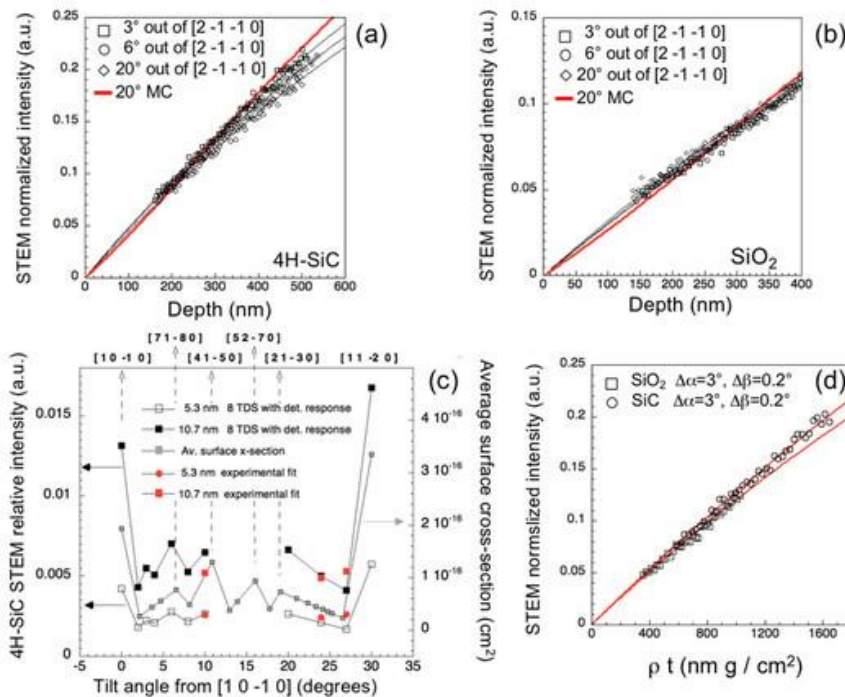 (a)
STEM normalized intensity (a.u.)
0.25
0.2
0.15
0.1
0.05
0
3° out of [2 -1 -1 0]
6° out of [2 -1 -1 0]
20° out of [2 -1 -1 0]
20° MC
4H-SiC
0 100 200 300 400 500 600
Depth (nm)
(b)
STEM normalized intensity (a.u.)
0.15
0.1
0.05
0
3° out of [2 -1 -1 0]
6° out of [2 -1 -1 0]
20° out of [2 -1 -1 0]
20° MC
SiO2
0 50 100 150 200 250 300 350 400
Depth (nm)
[71-80] [52-70]
[10-10] [41-50] [21-30] [11-20]
(c)
4H-SiC STEM relative intensity (a.u.)
0.015
0.01
0.005
0
5.3 nm 8 TDS with det. response
10.7 nm 8 TDS with det. response
Av. surface x-section
5.3 nm experimental fit
10.7 nm experimental fit
4 10-16
3 10-16
2 10-16
1 10-16
0
Average surface cross-section (cm2)
-5 0 5 10 15 20 25 30 35
Tilt angle from [1 0 -1 0] (degrees)
(d)
STEM normslized intensity (a.u.)
0.25
0.2
0.15
0.1
0.05
0
SiO2 Δα=3°, Δβ=0.2°
SiC Δα=3°, Δβ=0.2°
0 400 800 1200 1600
ρ t (nm g / cm2)